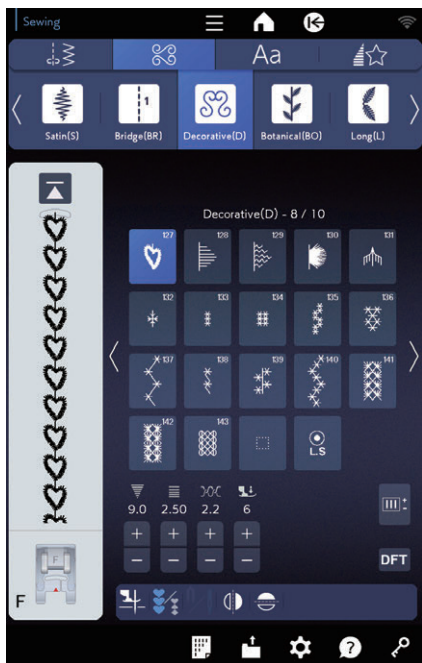 Sewing
Aa
1
Satin(S) Bridge(BR) Decorative(D) Botanical(BO) Long(L)
Decorative(D) - 8 / 10
127 128 129 130 131
132 133 134 135 136
137 138 139 140 141
142 143 L.S
9.0 2.50 2.2 6
+ + + +
− − − −
DFT
F
F
?